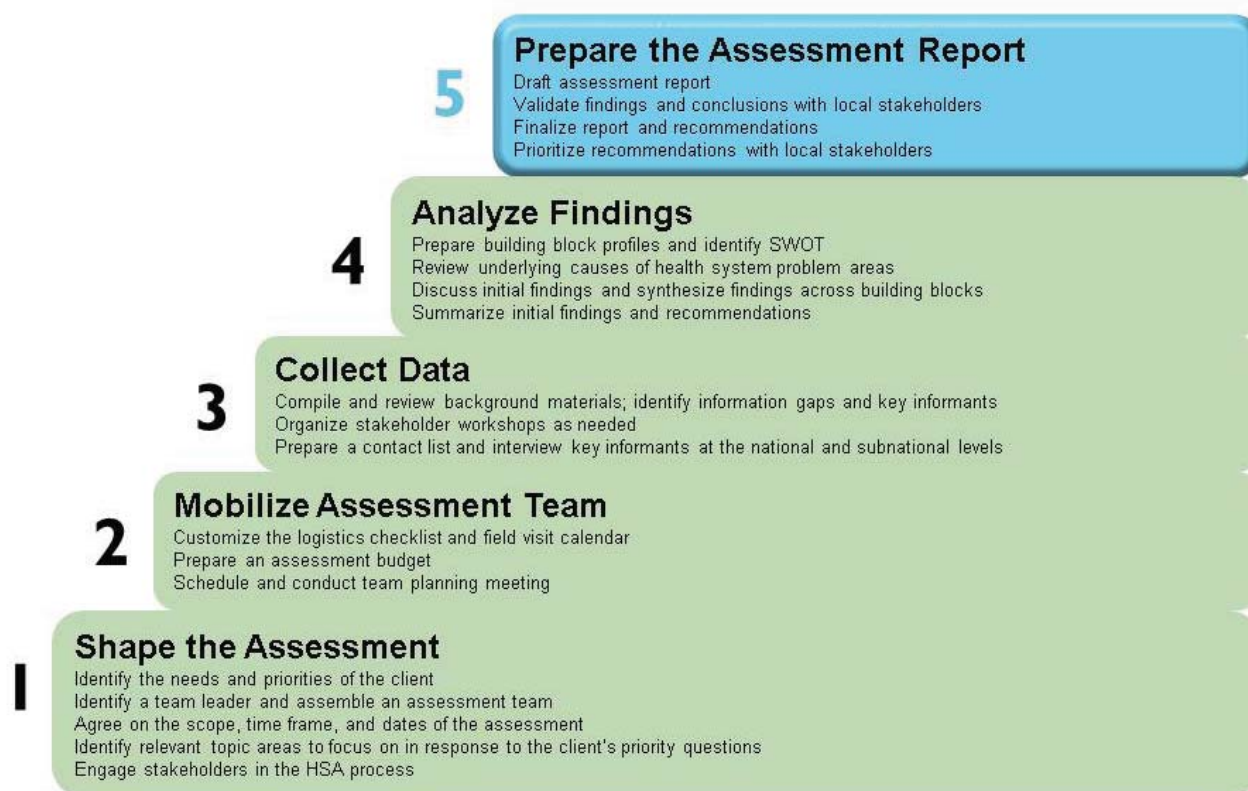 5
Prepare the Assessment Report
Draft assessment report
Validate findings and conclusions with local stakeholders
Finalize report and recommendations
Prioritize recommendations with local stakeholders
4
Analyze Findings
Prepare building block profiles and identify SWOT
Review underlying causes of health system problem areas
Discuss initial findings and synthesize findings across building blocks
Summarize initial findings and recommendations
3
Collect Data
Compile and review background materials; identify information gaps and key informants
Organize stakeholder workshops as needed
Prepare a contact list and interview key informants at the national and subnational levels
2
Mobilize Assessment Team
Customize the logistics checklist and field visit calendar
Prepare an assessment budget
Schedule and conduct team planning meeting
1
Shape the Assessment
Identify the needs and priorities of the client
Identify a team leader and assemble an assessment team
Agree on the scope, time frame, and dates of the assessment
Identify relevant topic areas to focus on in response to the client's priority questions
Engage stakeholders in the HSA process